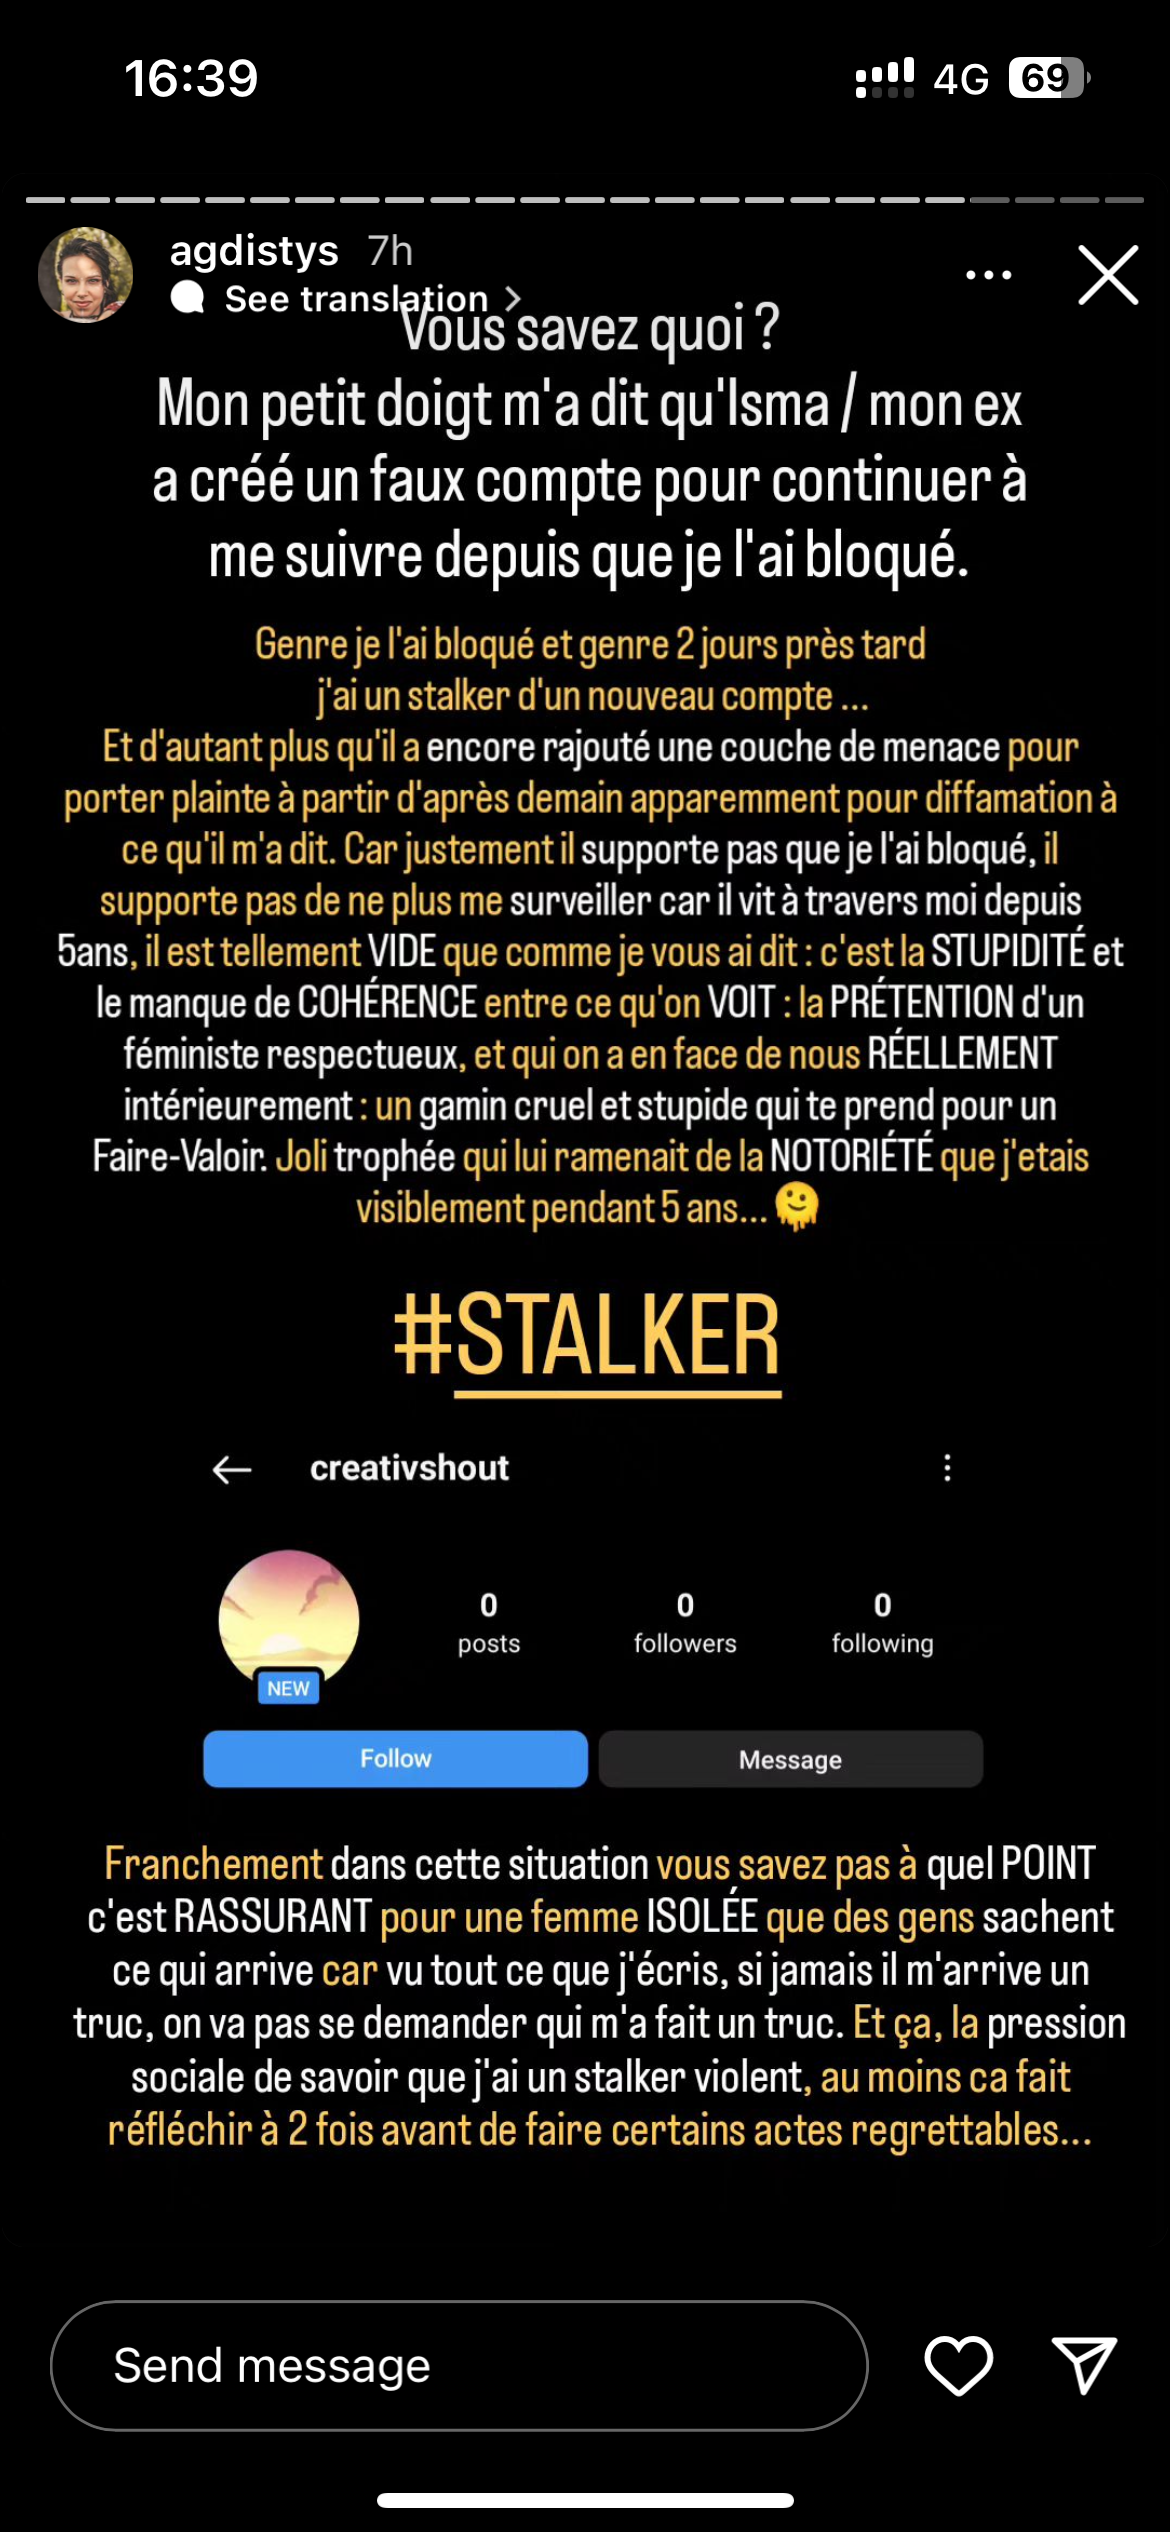 16:39
4G
69
agdistys 7h
See translation >
Vous savez quoi ?
Mon petit doigt m'a dit qu'Isma / mon ex
a créé un faux compte pour continuer à
me suivre depuis que je l'ai bloqué.
Genre je l'ai bloqué et genre 2 jours près tard
j'ai un stalker d'un nouveau compte ...
Et d'autant plus qu'il a encore rajouté une couche de menace pour
porter plainte à partir d'après demain apparemment pour diffamation à
ce qu'il m'a dit. Car justement il supporte pas que je l'ai bloqué, il
supporte pas de ne plus me surveiller car il vit à travers moi depuis
5ans, il est tellement VIDE que comme je vous ai dit : c'est la STUPIDITÉ et
le manque de COHÉRENCE entre ce qu'on VOIT : la PRÉTENTION d'un
féministe respectueux, et qui on a en face de nous RÉELLEMENT
intérieurement : un gamin cruel et stupide qui te prend pour un
Faire-Valoir. Joli trophée qui lui ramenait de la NOTORIÉTÉ que j'etais
visiblement pendant 5 ans... 🫠
#STALKER
creativshout
0 0 0
posts followers following
NEW
Follow Message
Franchement dans cette situation vous savez pas à quel POINT
c'est RASSURANT pour une femme ISOLÉE que des gens sachent
ce qui arrive car vu tout ce que j'écris, si jamais il m'arrive un
truc, on va pas se demander qui m'a fait un truc. Et ça, la pression
sociale de savoir que j'ai un stalker violent, au moins ca fait
réfléchir à 2 fois avant de faire certains actes regrettables...
Send message